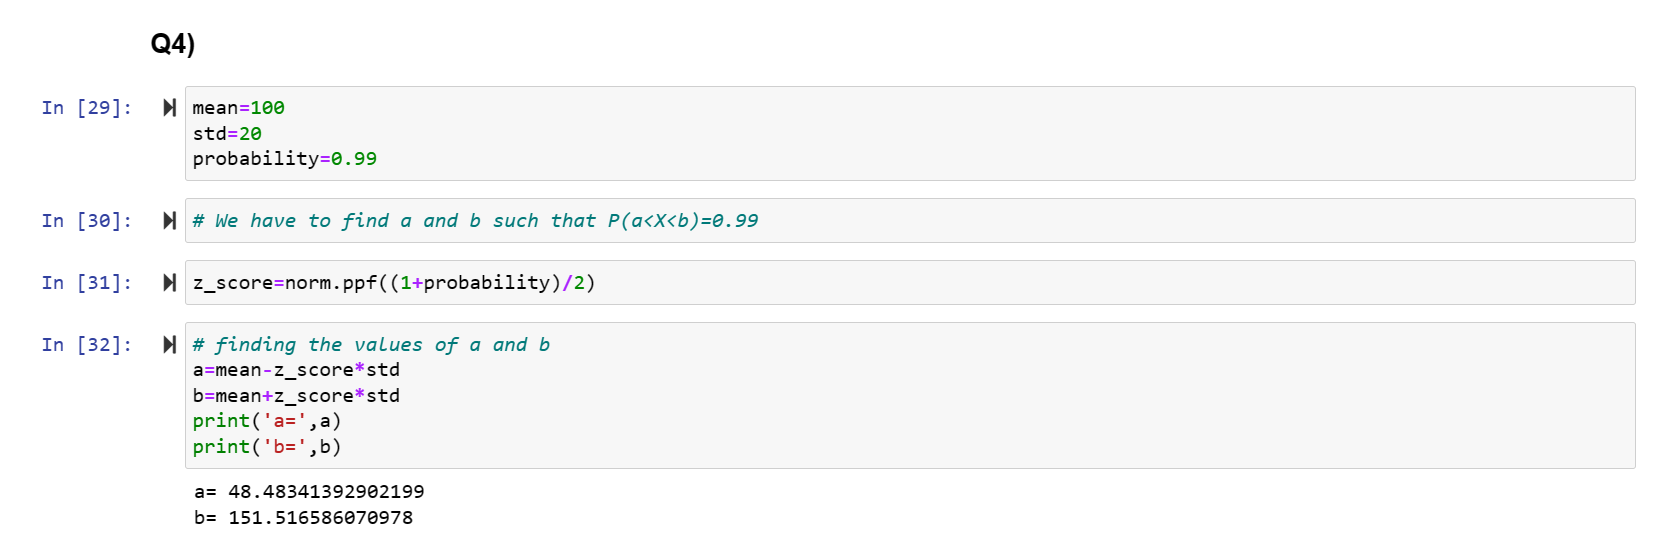 Q4)
In [29]:
mean=100
std=20
probability=0.99
In [30]:
# We have to find a and b such that P(a<X<b)=0.99
In [31]:
z_score=norm.ppf((1+probability)/2)
In [32]:
# finding the values of a and b
a=mean-z_score*std
b=mean+z_score*std
print('a=',a)
print('b=',b)
a= 48.48341392902199
b= 151.516586070978